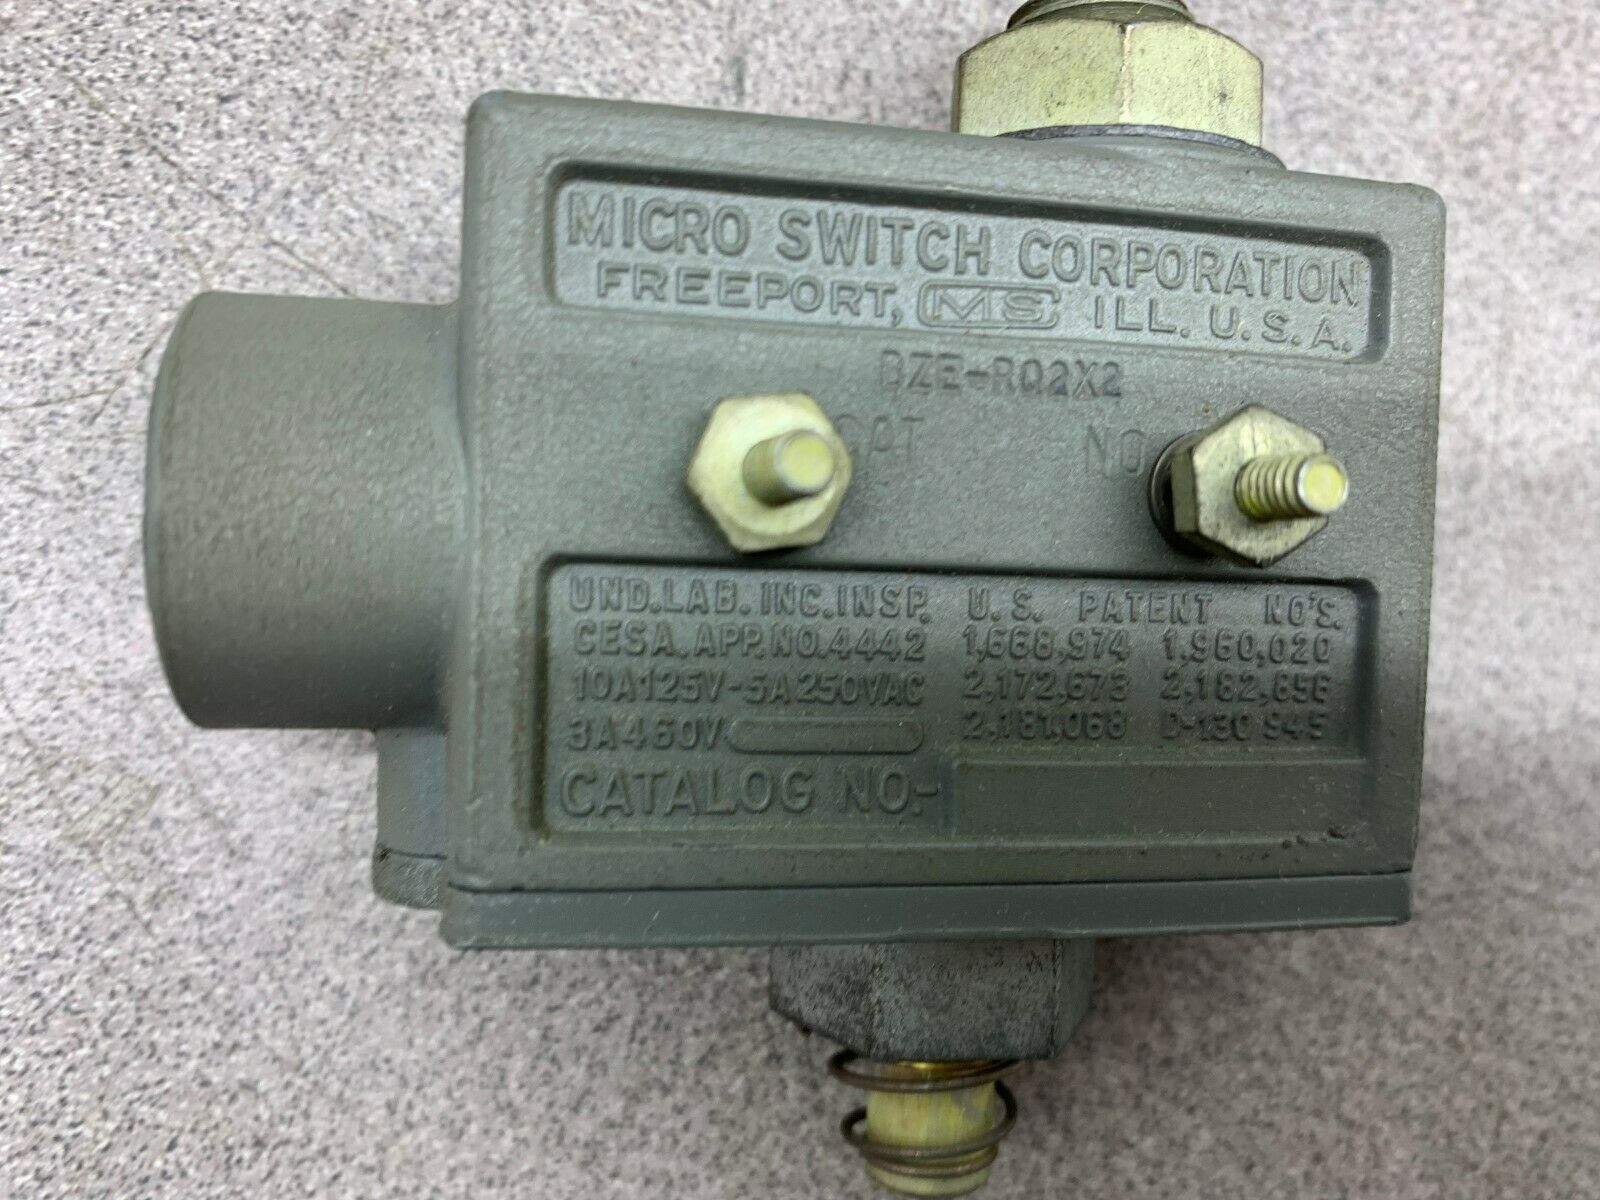 MICRO SWITCH CORPORATION
FREEPORT, MS ILL. U.S.A.
BZE-RQ2X2
CAT NO
UND.LAB.INC.INSP. U.S. PATENT NO'S.
CESA.APP.NO.4442 1,668,974 1,960,020
10A125V-5A250VAC 2,172,673 2,182,856
3A460V 2,181,068 D-130 945
CATALOG NO.-